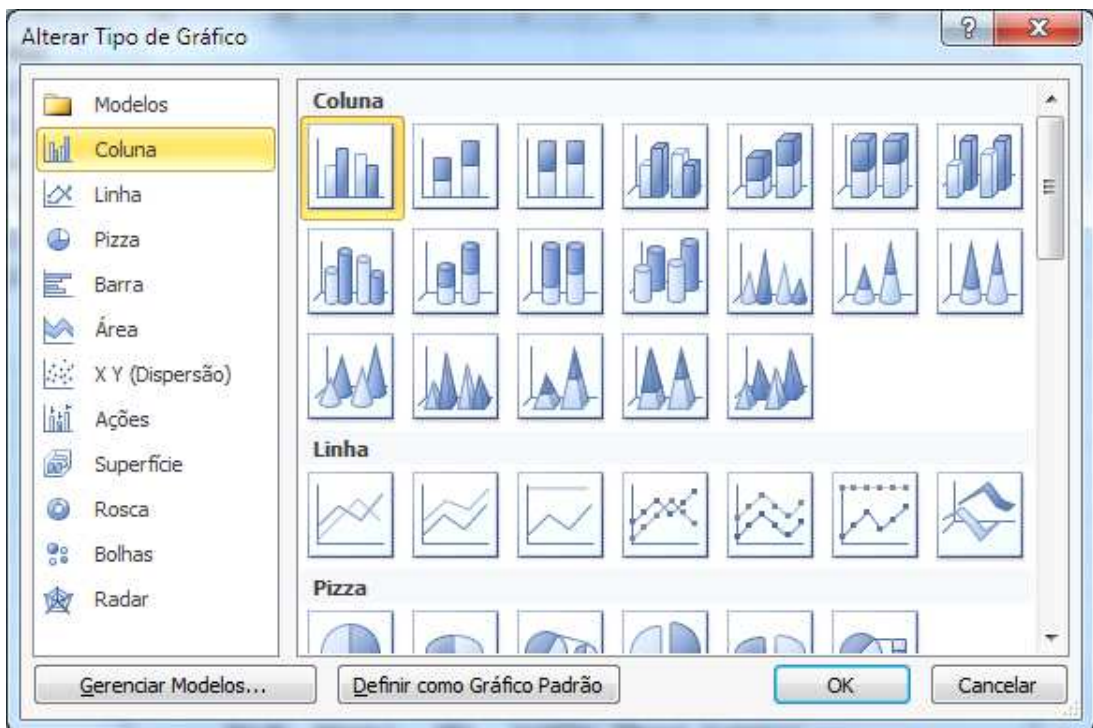 Alterar Tipo de Gráfico
Modelos
Coluna
Linha
Pizza
Barra
Área
X Y (Dispersão)
Ações
Superfície
Rosca
Bolhas
Radar
Coluna
Linha
Pizza
Gerenciar Modelos...
Definir como Gráfico Padrão
OK
Cancelar